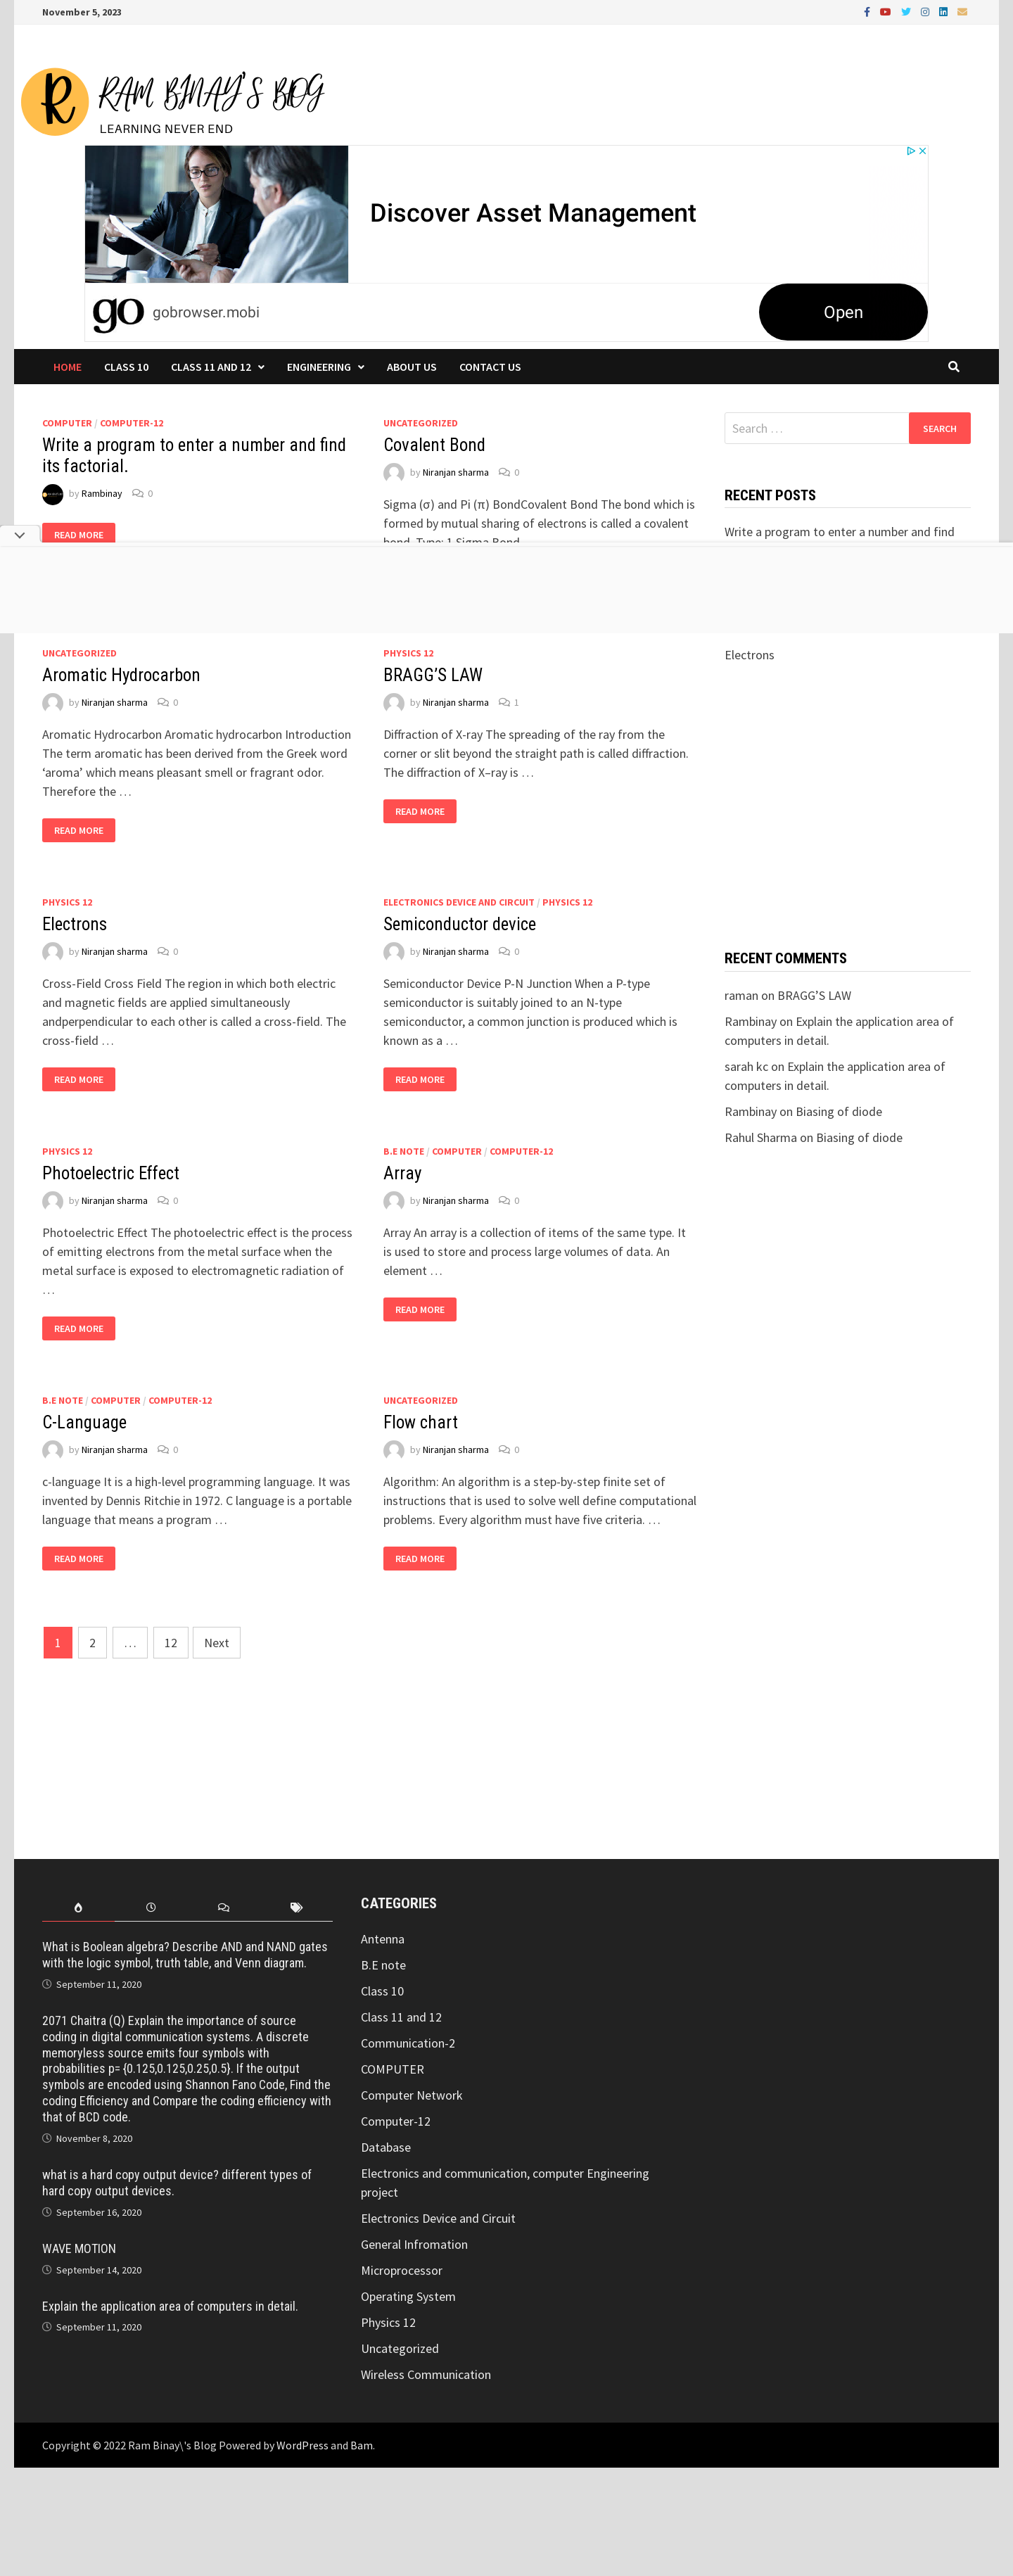 November 5, 2023
RAM BINAY'S BLOG
LEARNING NEVER END
Discover Asset Management
go gobrowser.mobi
Open
HOME CLASS 10 CLASS 11 AND 12 ENGINEERING ABOUT US CONTACT US
COMPUTER / COMPUTER-12
Write a program to enter a number and find
its factorial.
by Rambinay 0
READ MORE
UNCATEGORIZED
Covalent Bond
by Niranjan sharma 0
Sigma (σ) and Pi (π) BondCovalent Bond The bond which is
formed by mutual sharing of electrons is called a covalent
bond. Type: 1.Sigma Bond
Search …
SEARCH
RECENT POSTS
Write a program to enter a number and find
Electrons
UNCATEGORIZED
Aromatic Hydrocarbon
by Niranjan sharma 0
Aromatic Hydrocarbon Aromatic hydrocarbon Introduction
The term aromatic has been derived from the Greek word
‘aroma’ which means pleasant smell or fragrant odor.
Therefore the …
READ MORE
PHYSICS 12
BRAGG’S LAW
by Niranjan sharma 1
Diffraction of X-ray The spreading of the ray from the
corner or slit beyond the straight path is called diffraction.
The diffraction of X–ray is …
READ MORE
PHYSICS 12
Electrons
by Niranjan sharma 0
Cross-Field Cross Field The region in which both electric
and magnetic fields are applied simultaneously
andperpendicular to each other is called a cross-field. The
cross-field …
READ MORE
ELECTRONICS DEVICE AND CIRCUIT / PHYSICS 12
Semiconductor device
by Niranjan sharma 0
Semiconductor Device P-N Junction When a P-type
semiconductor is suitably joined to an N-type
semiconductor, a common junction is produced which is
known as a …
READ MORE
RECENT COMMENTS
raman on BRAGG’S LAW
Rambinay on Explain the application area of
computers in detail.
sarah kc on Explain the application area of
computers in detail.
Rambinay on Biasing of diode
Rahul Sharma on Biasing of diode
PHYSICS 12
Photoelectric Effect
by Niranjan sharma 0
Photoelectric Effect The photoelectric effect is the process
of emitting electrons from the metal surface when the
metal surface is exposed to electromagnetic radiation of
…
READ MORE
B.E NOTE / COMPUTER / COMPUTER-12
Array
by Niranjan sharma 0
Array An array is a collection of items of the same type. It
is used to store and process large volumes of data. An
element …
READ MORE
B.E NOTE / COMPUTER / COMPUTER-12
C-Language
by Niranjan sharma 0
c-language It is a high-level programming language. It was
invented by Dennis Ritchie in 1972. C language is a portable
language that means a program …
READ MORE
UNCATEGORIZED
Flow chart
by Niranjan sharma 0
Algorithm: An algorithm is a step-by-step finite set of
instructions that is used to solve well define computational
problems. Every algorithm must have five criteria. …
READ MORE
1 2 … 12 Next
What is Boolean algebra? Describe AND and NAND gates
with the logic symbol, truth table, and Venn diagram.
September 11, 2020
2071 Chaitra (Q) Explain the importance of source
coding in digital communication systems. A discrete
memoryless source emits four symbols with
probabilities p= {0.125,0.125,0.25,0.5}. If the output
symbols are encoded using Shannon Fano Code, Find the
coding Efficiency and Compare the coding efficiency with
that of BCD code.
November 8, 2020
what is a hard copy output device? different types of
hard copy output devices.
September 16, 2020
WAVE MOTION
September 14, 2020
Explain the application area of computers in detail.
September 11, 2020
CATEGORIES
Antenna
B.E note
Class 10
Class 11 and 12
Communication-2
COMPUTER
Computer Network
Computer-12
Database
Electronics and communication, computer Engineering
project
Electronics Device and Circuit
General Infromation
Microprocessor
Operating System
Physics 12
Uncategorized
Wireless Communication
Copyright © 2022 Ram Binay\'s Blog Powered by WordPress and Bam.